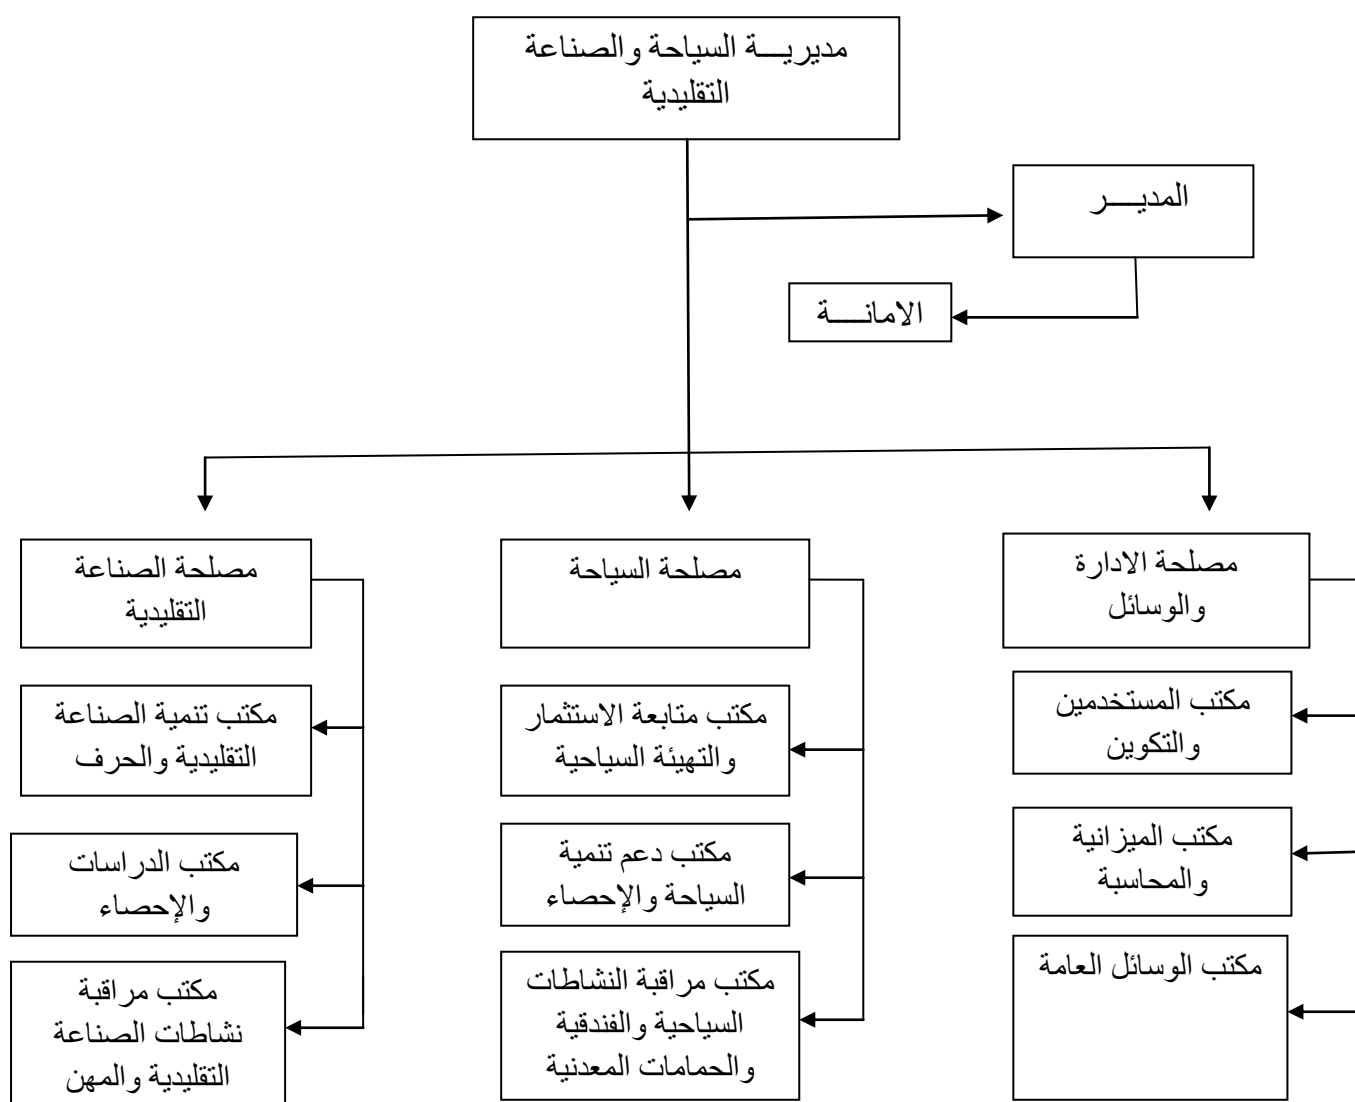 مديريـــة السياحة والصناعة
التقليدية
المديـــــر
الامانـــــة
مصلحة الادارة
والوسائل
مكتب المستخدمين
والتكوين
مكتب الميزانية
والمحاسبة
مكتب الوسائل العامة
مصلحة السياحة
مكتب متابعة الاستثمار
والتهيئة السياحية
مكتب دعم تنمية
السياحة والإحصاء
مكتب مراقبة النشاطات
السياحية والفندقية
والحمامات المعدنية
مصلحة الصناعة
التقليدية
مكتب تنمية الصناعة
التقليدية والحرف
مكتب الدراسات
والإحصاء
مكتب مراقبة
نشاطات الصناعة
التقليدية والمهن